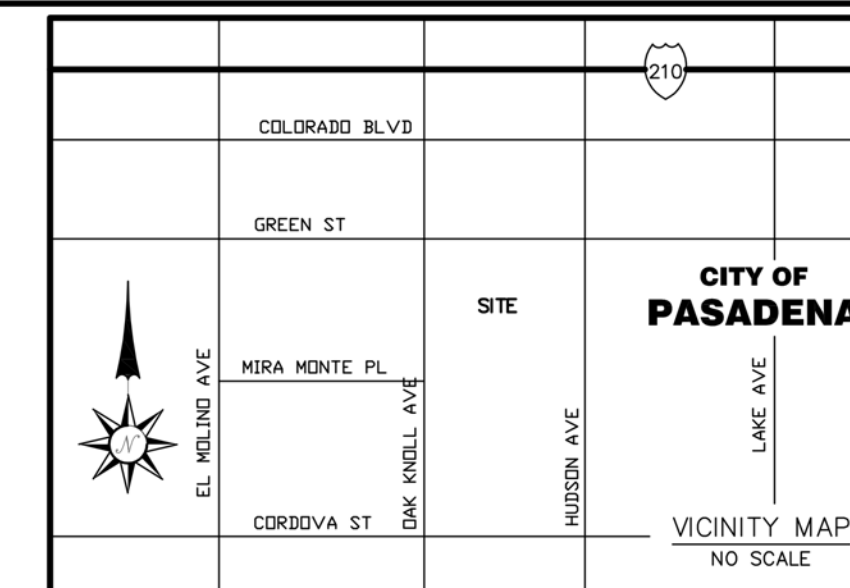 210
COLORADO BLVD
GREEN ST
CITY OF
PASADENA
SITE
MIRA MONTE PL
EL MOLINO AVE
OAK KNOLL AVE
HUDSON AVE
LAKE AVE
N
CORDOVA ST
VICINITY MAP
NO SCALE